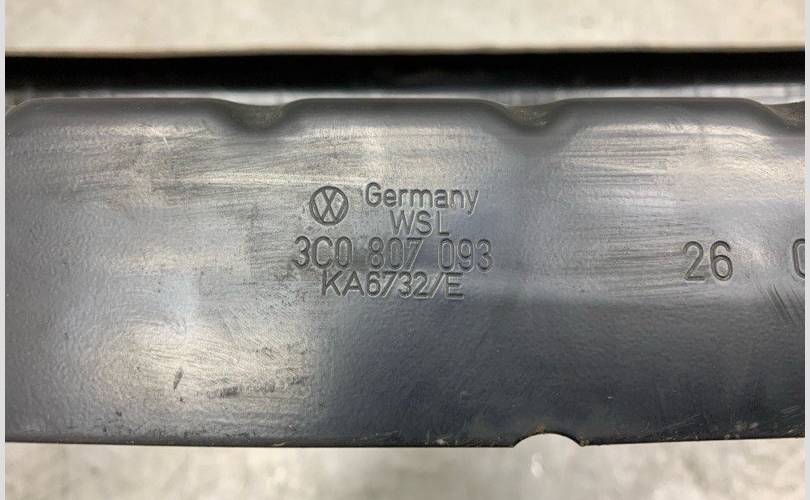 Germany
WSL
3C0 807 093
KA6732/E
26